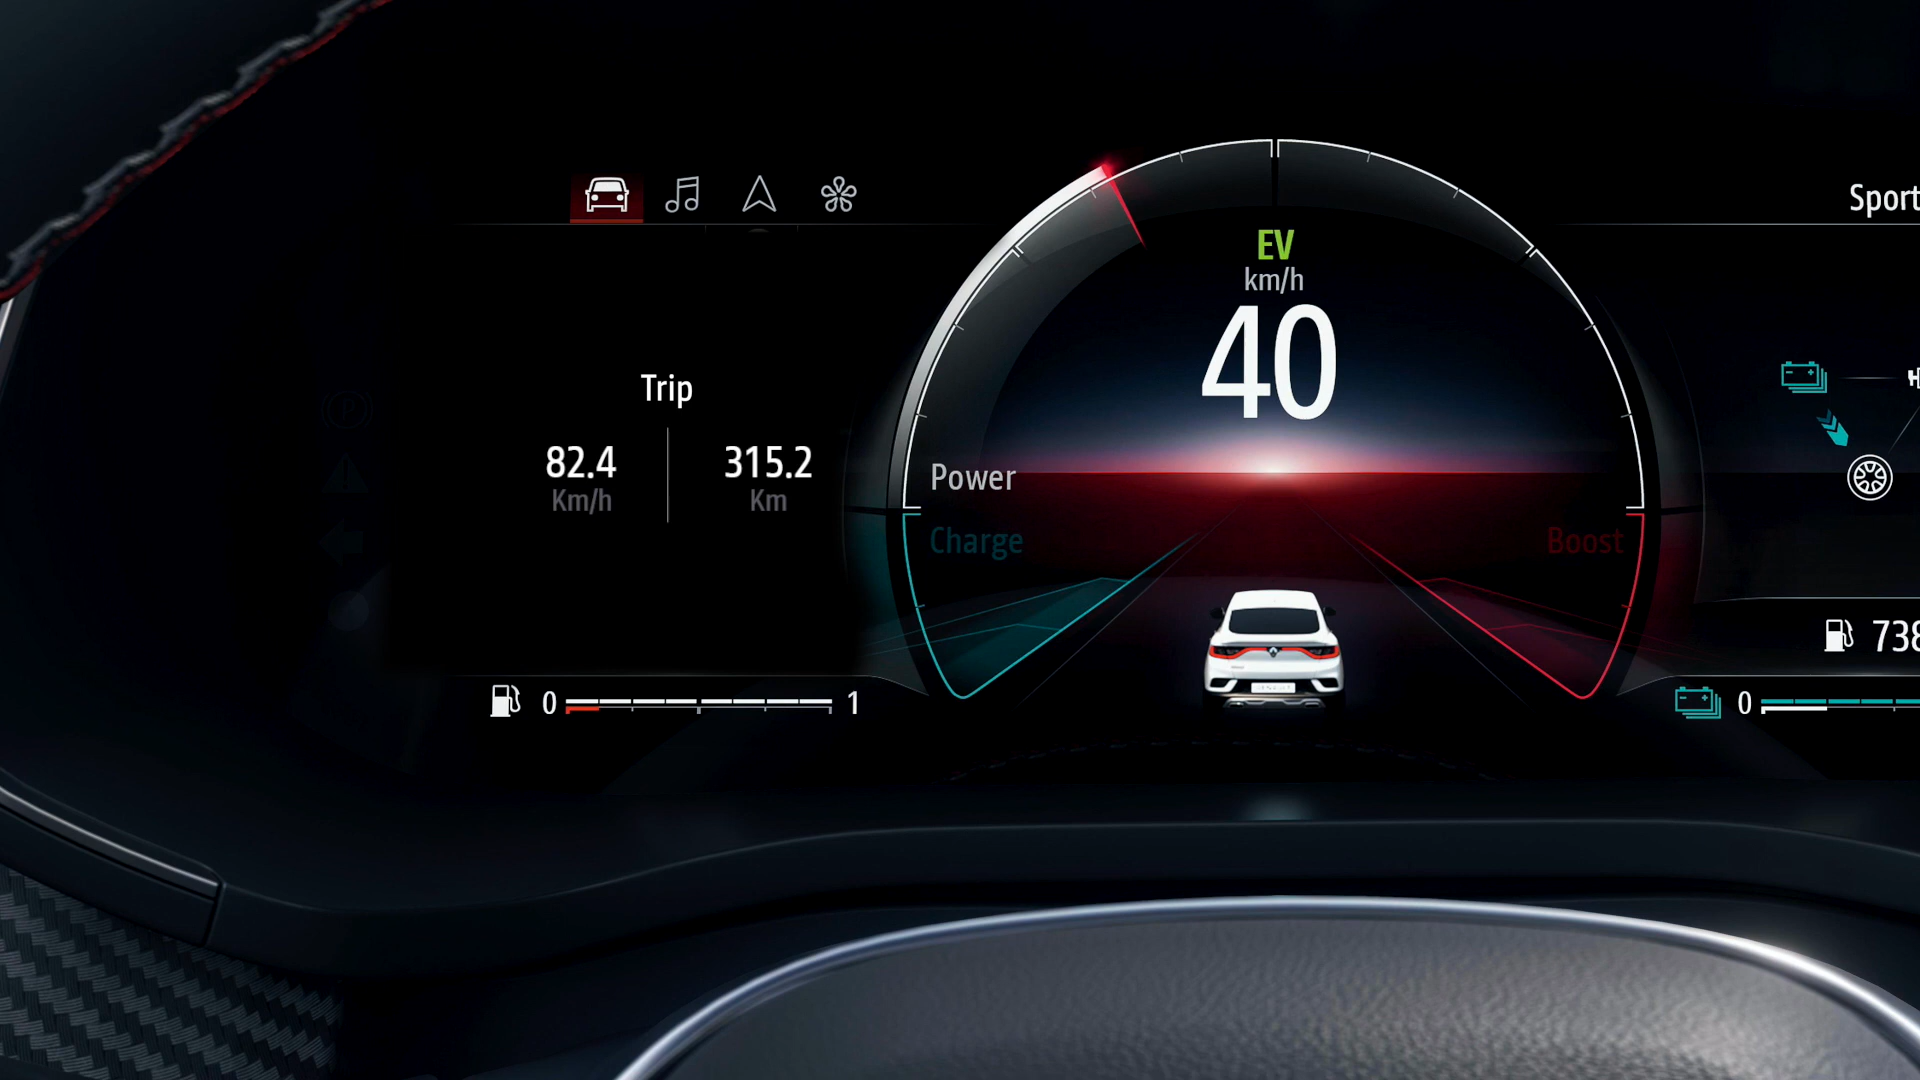 Sport
EV
km/h
40
Trip
82.4
Km/h
315.2
Km
Power
Charge
Boost
738
0
1
0